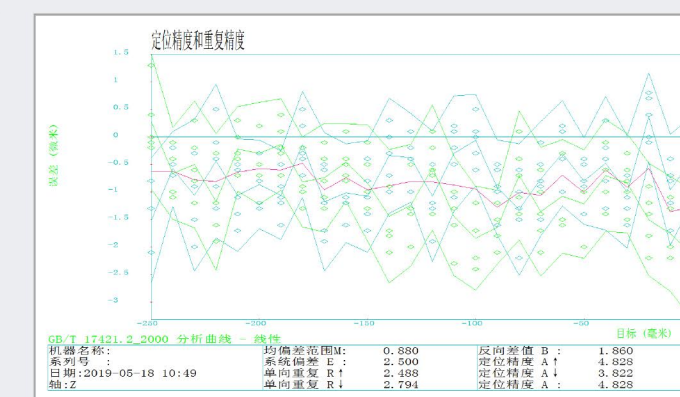 定位精度和重复精度
1.5
1
0.5
0
-0.5
-1
-1.5
-2
-2.5
-3
误差（微米）
-250 -200 -150 -100 -50
目标（毫米）
GB/T 17421.2_2000 分析曲线 - 线性
机器名称: 均偏差范围M: 0.880 反向差值 B : 1.860
系列号 : 系统偏差 E : 2.500 定位精度 A↑ 4.828
日期:2019-05-18 10:49 单向重复 R↑ 2.488 定位精度 A↓ 3.822
轴:Z 单向重复 R↓ 2.794 定位精度 A : 4.828